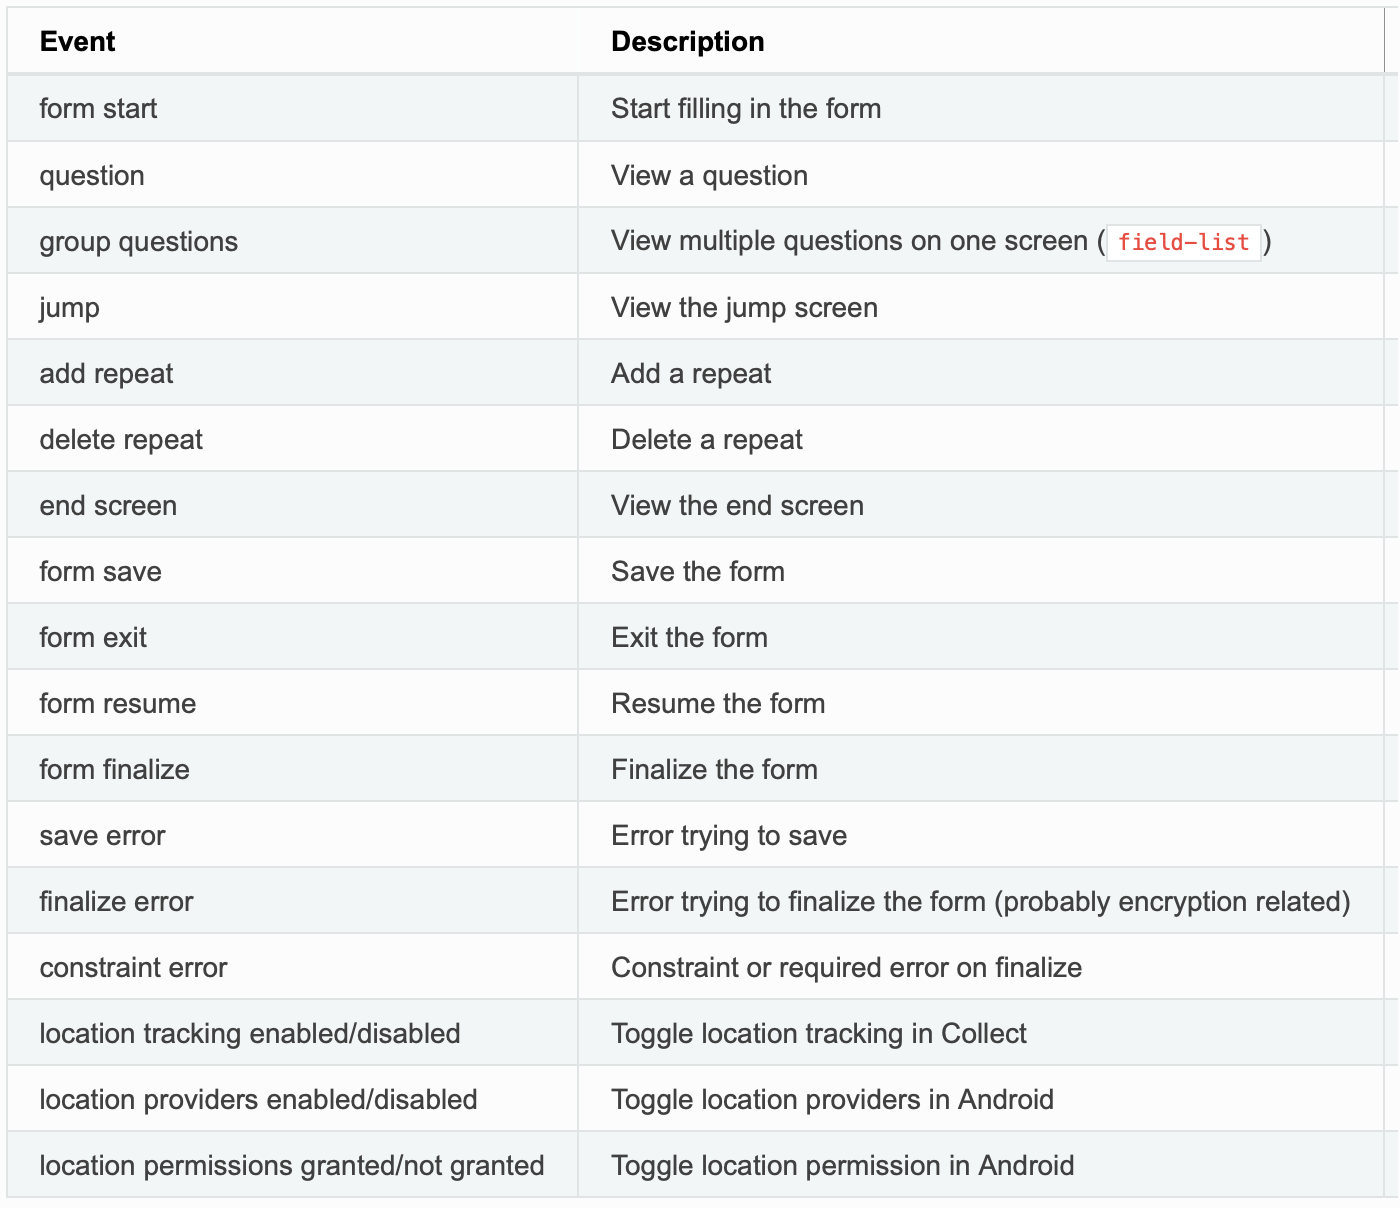 Event Description
form start Start filling in the form
question View a question
group questions View multiple questions on one screen (field-list)
jump View the jump screen
add repeat Add a repeat
delete repeat Delete a repeat
end screen View the end screen
form save Save the form
form exit Exit the form
form resume Resume the form
form finalize Finalize the form
save error Error trying to save
finalize error Error trying to finalize the form (probably encryption related)
constraint error Constraint or required error on finalize
location tracking enabled/disabled Toggle location tracking in Collect
location providers enabled/disabled Toggle location providers in Android
location permissions granted/not granted Toggle location permission in Android